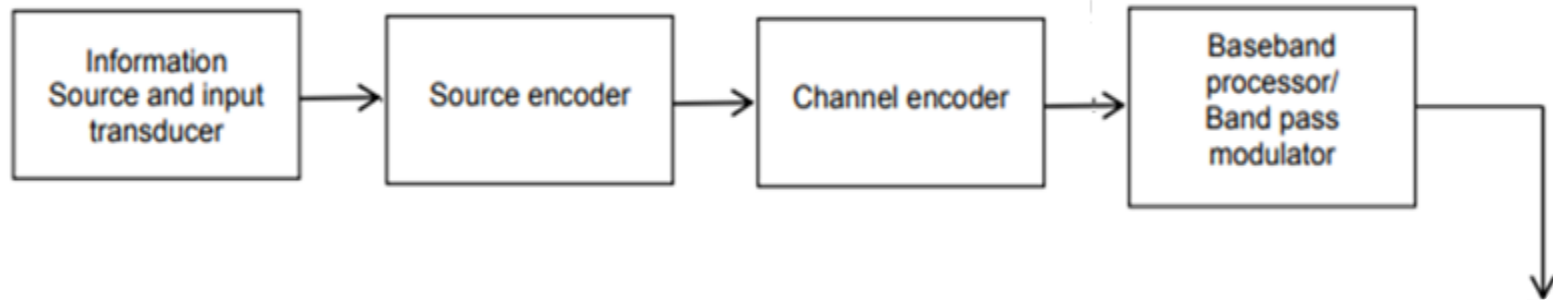 Information
Source and input
transducer
Source encoder
Channel encoder
Baseband
processor/
Band pass
modulator